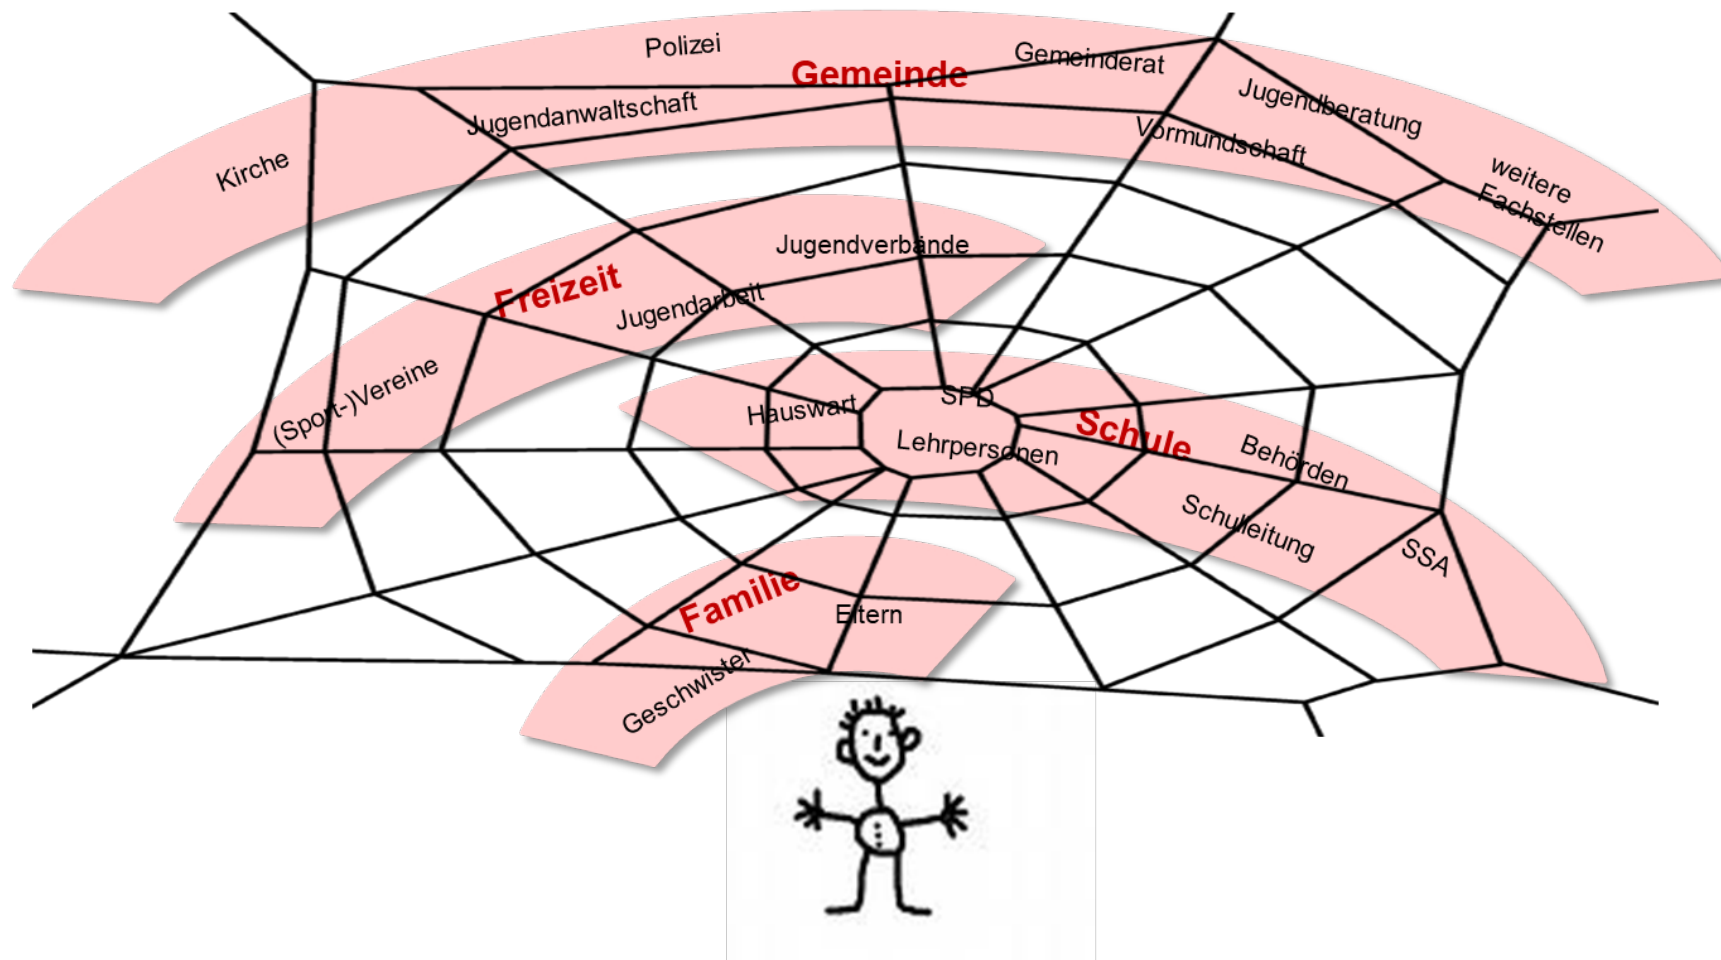 Polizei
Gemeinde
Gemeinderat
Jugendanwaltschaft
Jugendberatung
Vormundschaft
Kirche
weitere
Fachstellen
Jugendverbände
Freizeit
Jugendarbeit
(Sport-)Vereine
SPD
Hauswart
Schule
Lehrpersonen
Behörden
Schulleitung
SSA
Familie
Eltern
Geschwister